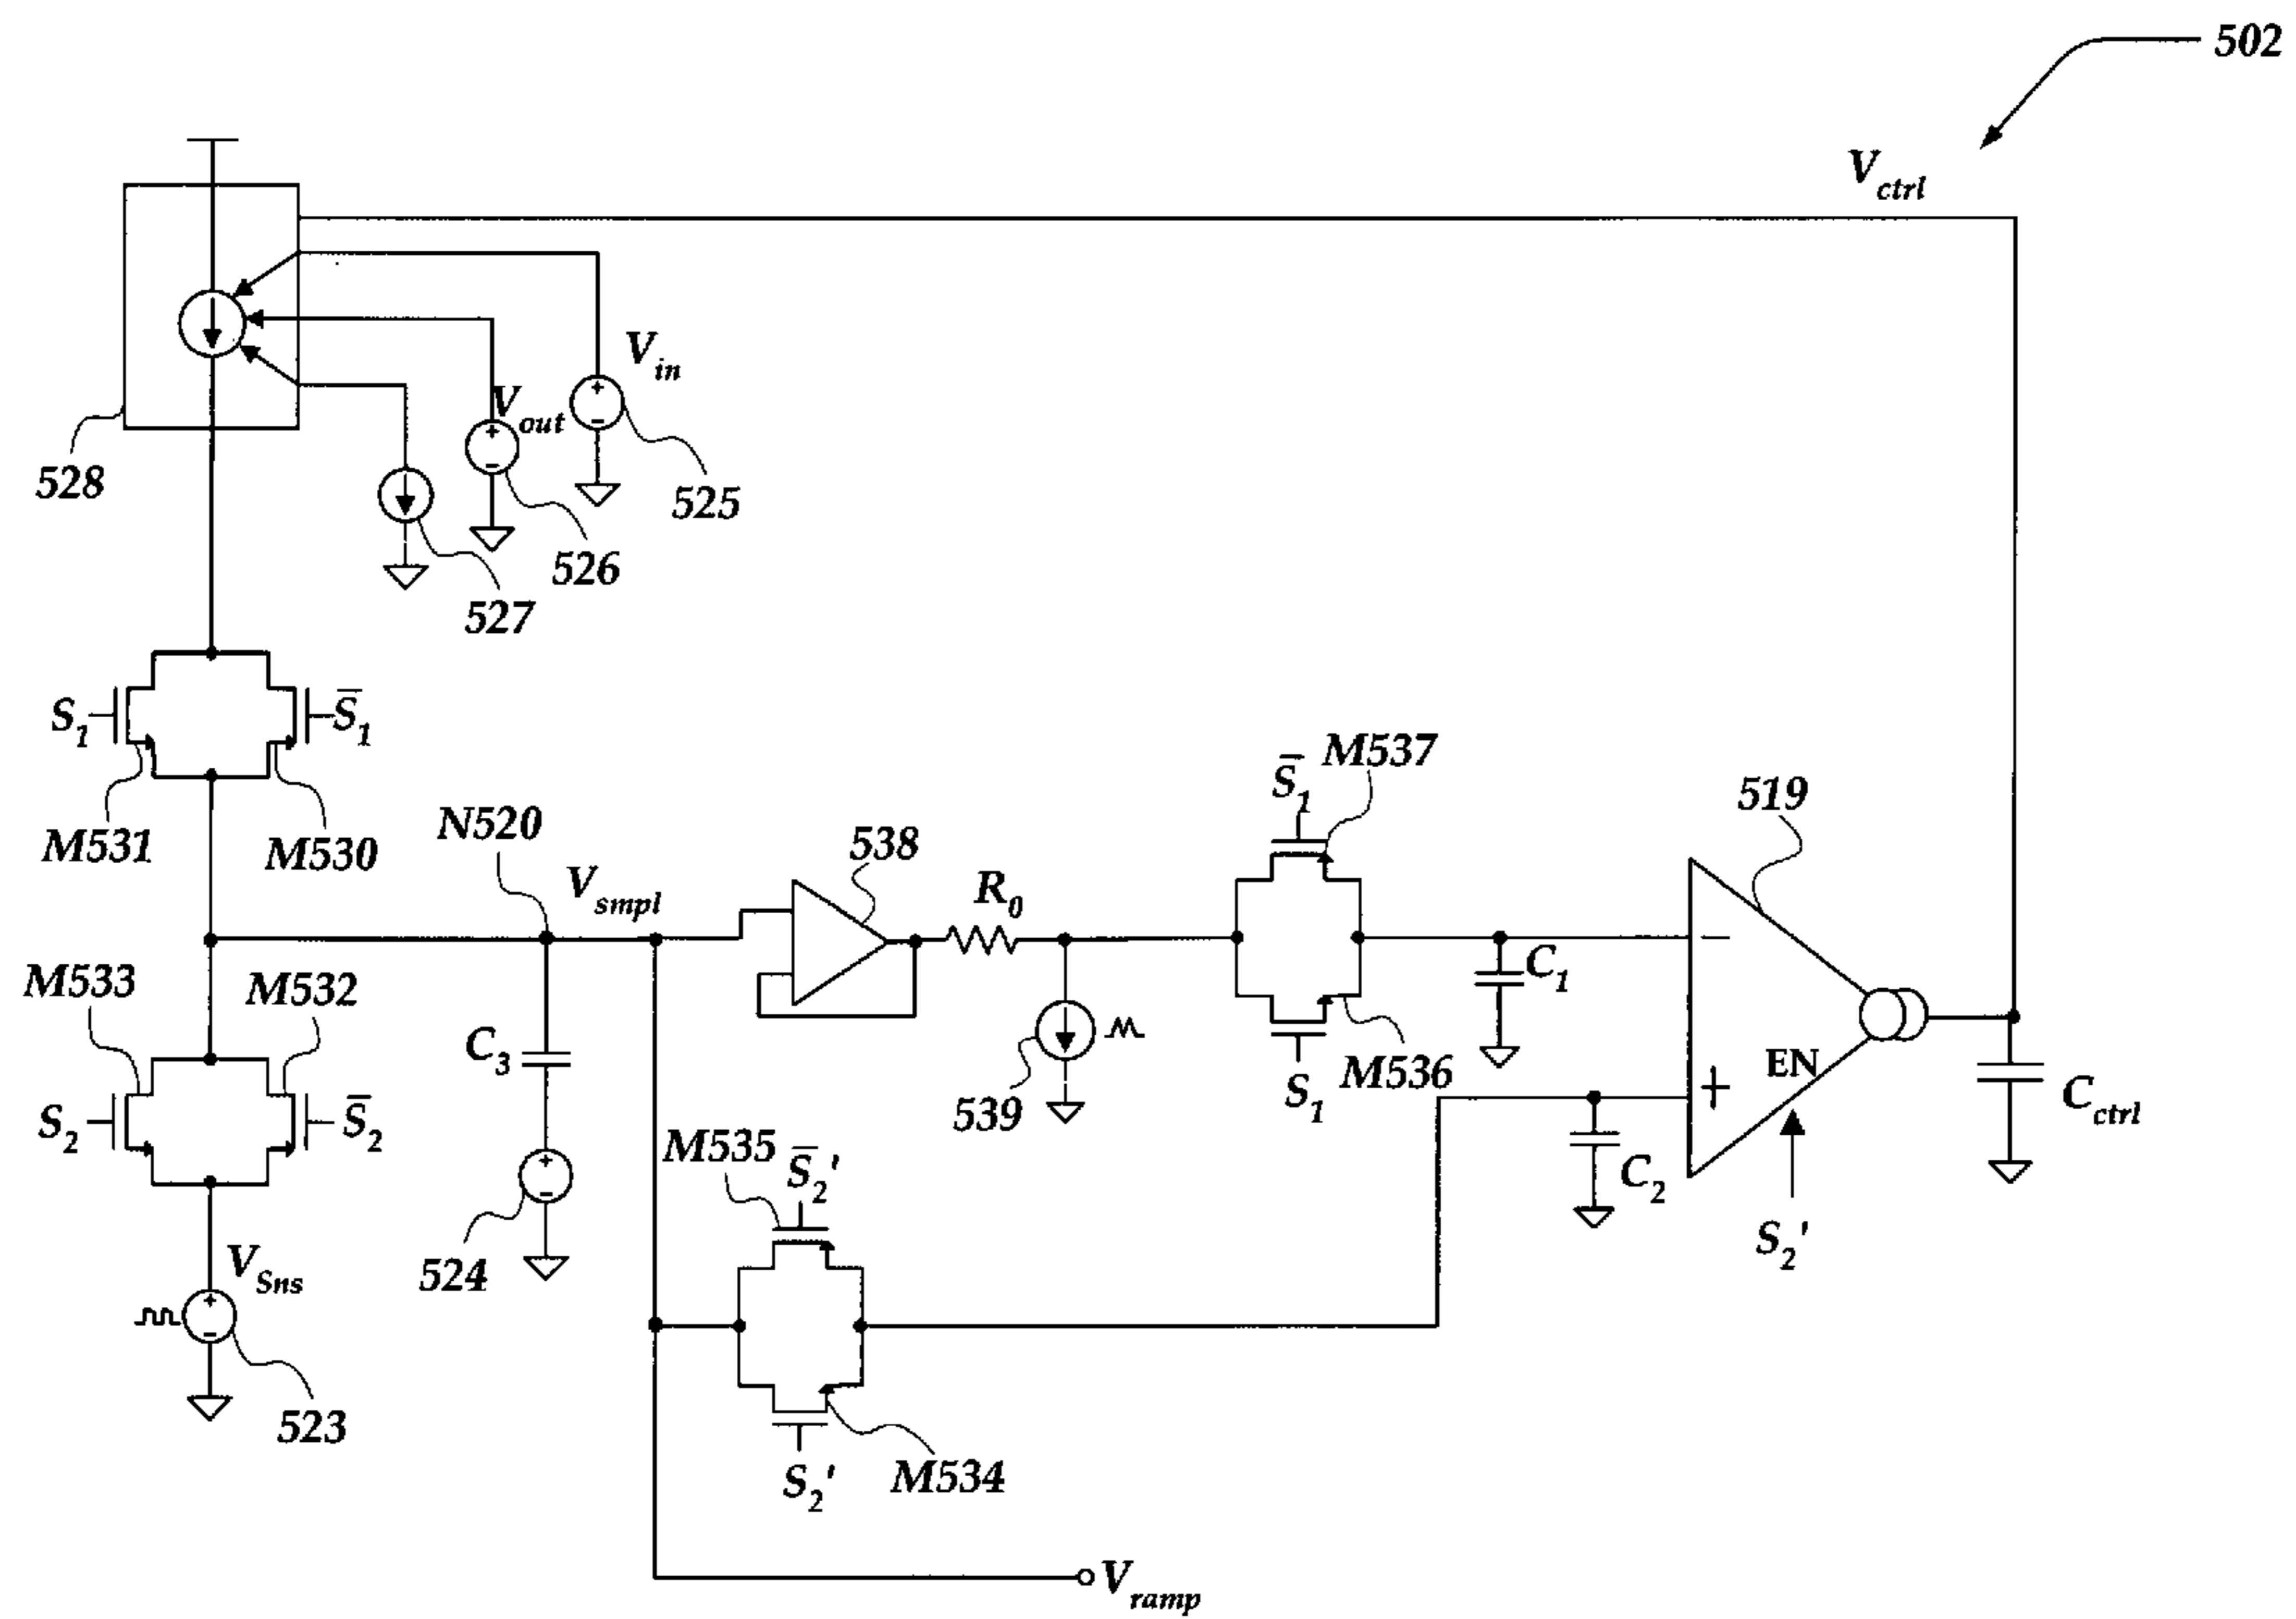 502
V_ctrl
V_in
V_out
528
525
526
527
S_1
S̄_1
M531
M530
N520
V_smpl
538
R_0
S̄_1
M537
519
M533
M532
C_3
C_1
EN
C_ctrl
S_2
S̄_2
539
S_1
M536
M535
S̄_2'
C_2
S_2'
V_Sns
524
523
S_2'
M534
V_ramp
+
-
+
-
+
-
+
-
−
+